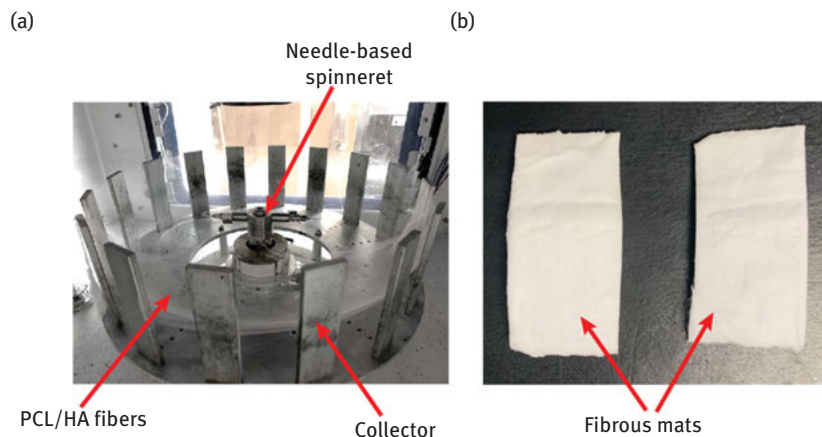 (a)
Needle-based
spinneret
PCL/HA fibers
Collector
(b)
Fibrous mats